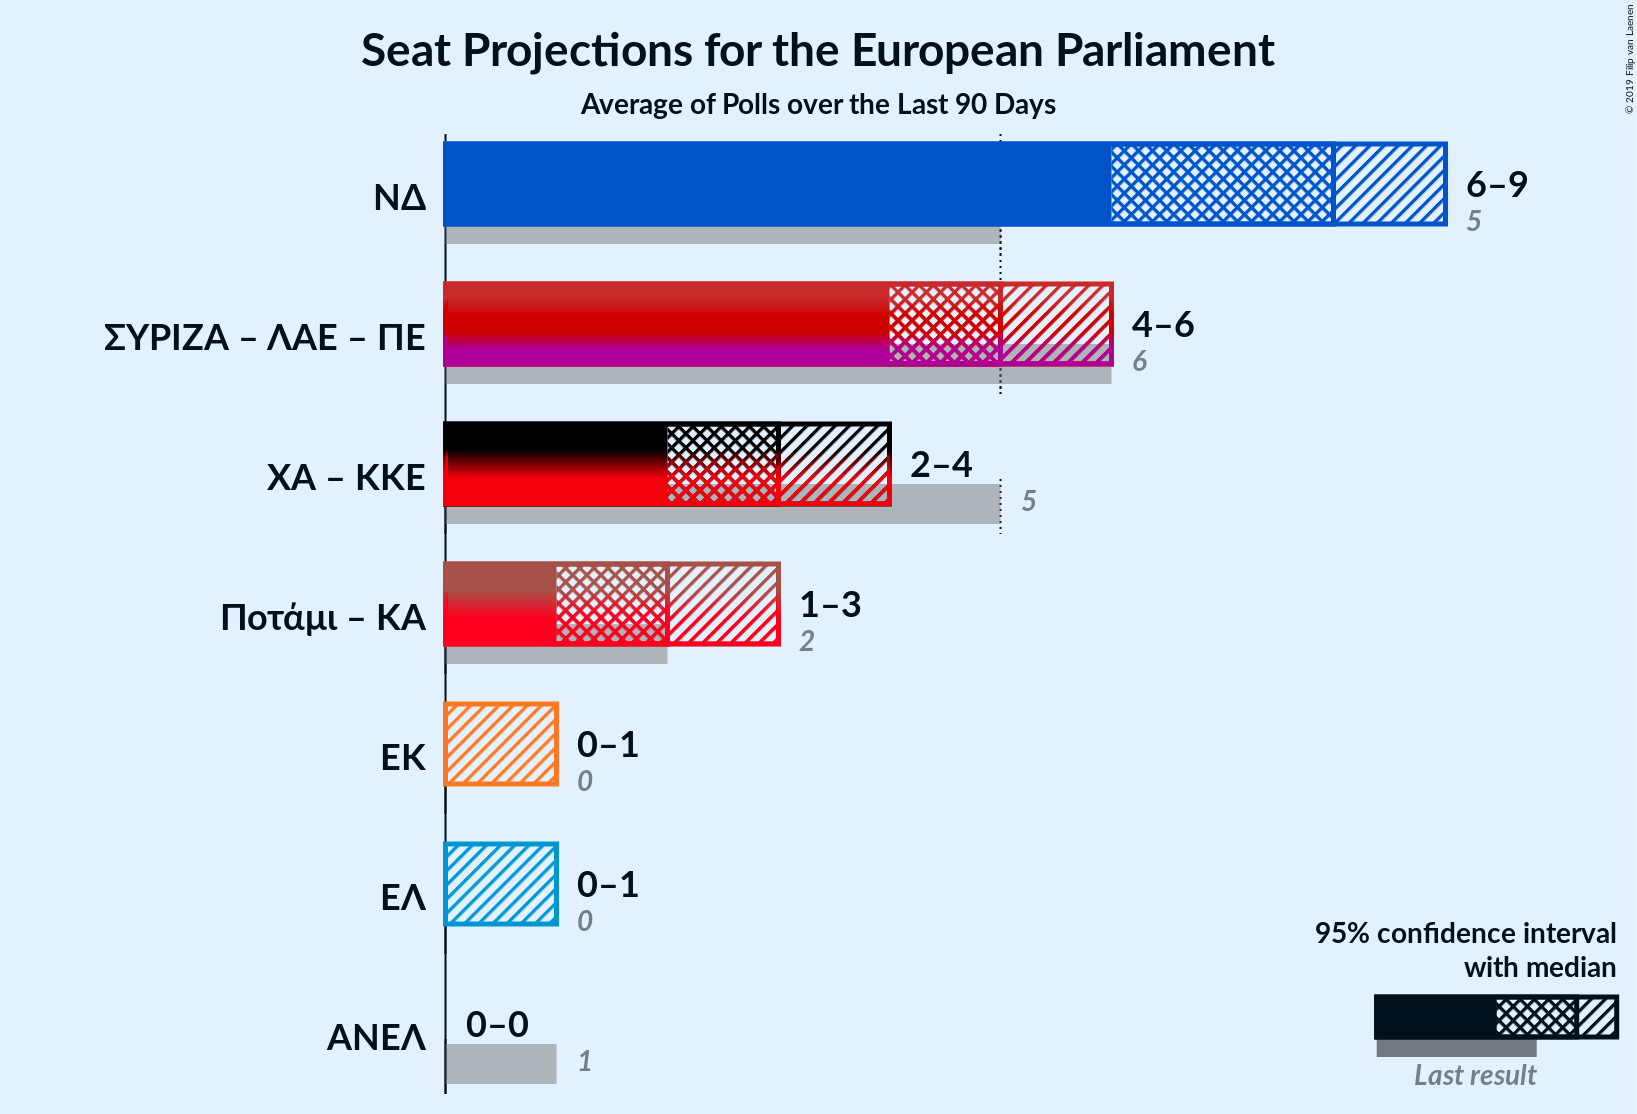 Seat Projections for the European Parliament
Average of Polls over the Last 90 Days
© 2019 Filip van Laenen
ΝΔ
6–9
5
ΣΥΡΙΖΑ – ΛΑΕ – ΠΕ
4–6
6
ΧΑ – ΚΚΕ
2–4
5
Ποτάμι – ΚΑ
1–3
2
ΕΚ
0–1
0
ΕΛ
0–1
0
ΑΝΕΛ
0–0
1
95% confidence interval
with median
Last result